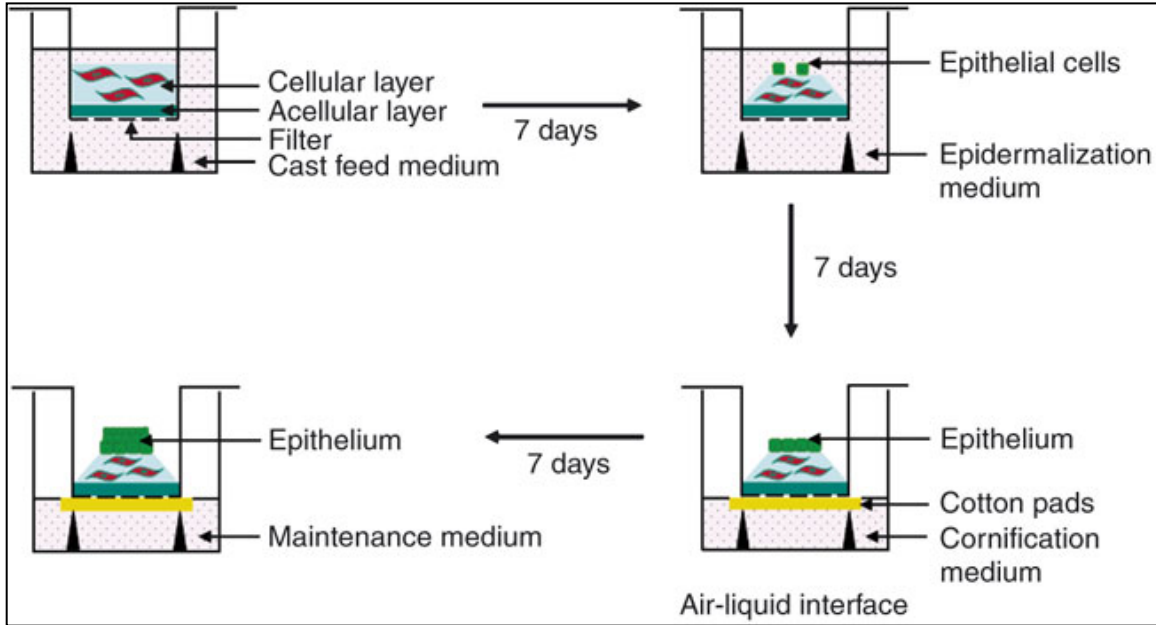 Cellular layer
Acellular layer
Filter
Cast feed medium
7 days
Epithelial cells
Epidermalization
medium
7 days
Epithelium
Cotton pads
Cornification
medium
Air-liquid interface
7 days
Epithelium
Maintenance medium